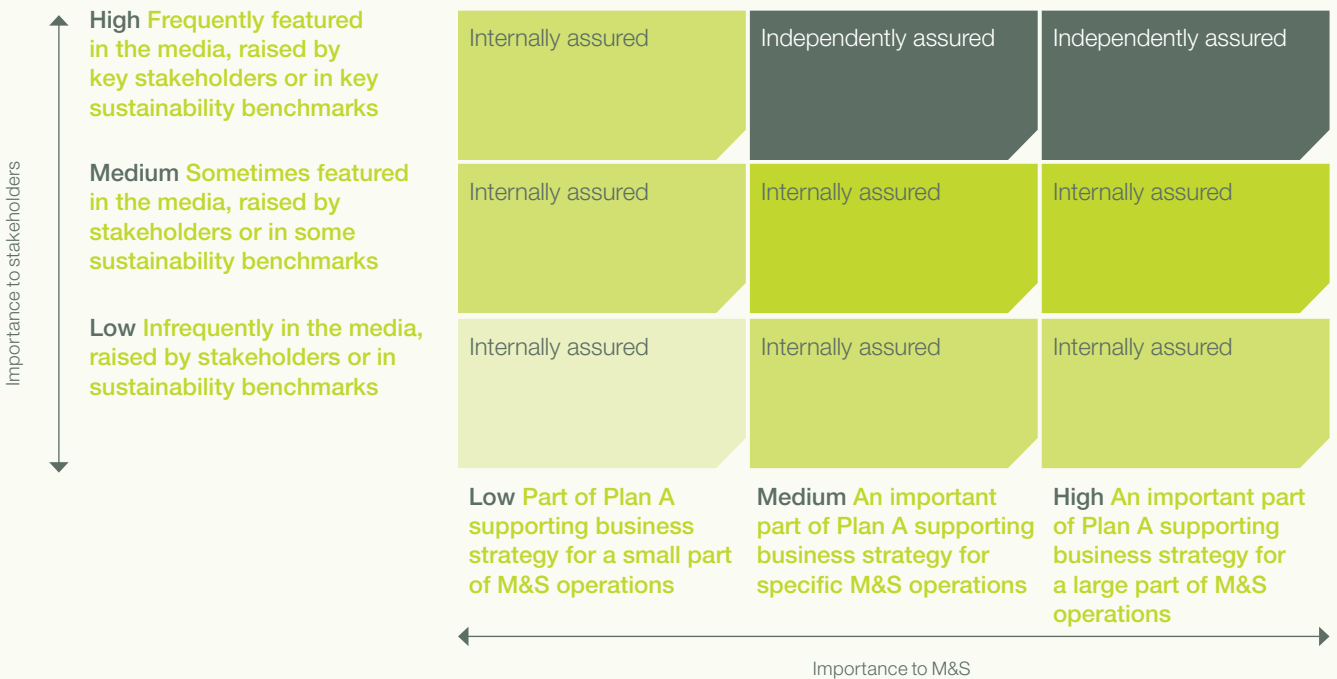 Importance to stakeholders
High Frequently featured
in the media, raised by
key stakeholders or in key
sustainability benchmarks
Internally assured
Independently assured
Independently assured
Medium Sometimes featured
in the media, raised by
stakeholders or in some
sustainability benchmarks
Internally assured
Internally assured
Internally assured
Low Infrequently in the media,
raised by stakeholders or in
sustainability benchmarks
Internally assured
Internally assured
Internally assured
Low Part of Plan A
supporting business
strategy for a small part
of M&S operations
Medium An important
part of Plan A supporting
business strategy for
specific M&S operations
High An important part
of Plan A supporting
business strategy for
a large part of M&S
operations
Importance to M&S